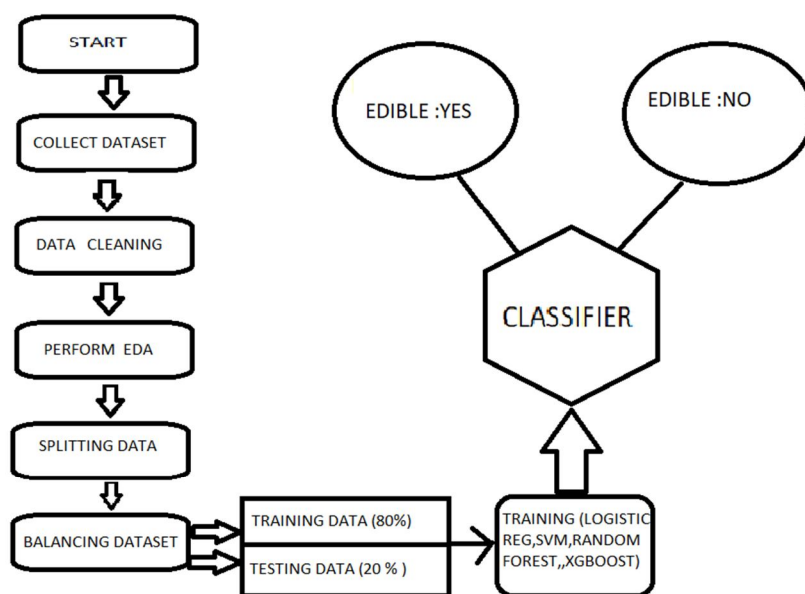 START
COLLECT DATASET
DATA CLEANING
PERFORM EDA
SPLITTING DATA
BALANCING DATASET
TRAINING DATA (80%)
TESTING DATA (20 % )
TRAINING (LOGISTIC
REG,SVM,RANDOM
FOREST,,XGBOOST)
CLASSIFIER
EDIBLE :YES
EDIBLE :NO